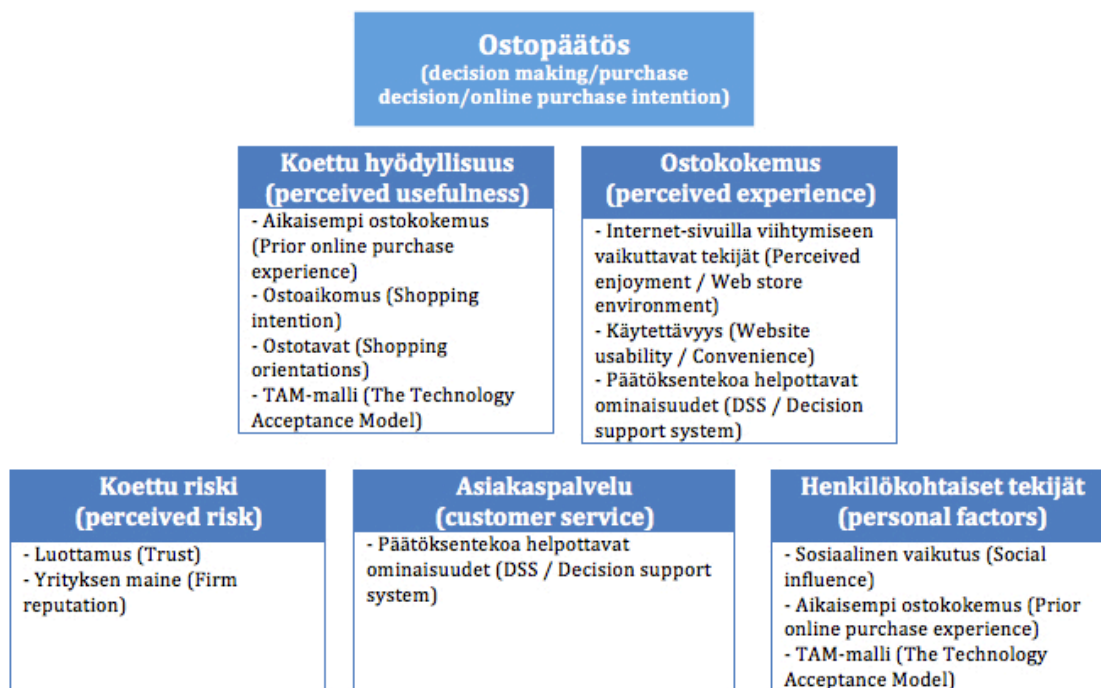 Ostopäätös
(decision making/purchase
decision/online purchase intention)
Koettu hyödyllisuus
(perceived usefulness)
- Aikaisempi ostokokemus
(Prior online purchase
experience)
- Ostoaikomus (Shopping
intention)
- Ostotavat (Shopping
orientations)
- TAM-malli (The Technology
Acceptance Model)
Ostokokemus
(perceived experience)
- Internet-sivuilla viihtymiseen
vaikuttavat tekijät (Perceived
enjoyment / Web store
environment)
- Käytettävyys (Website
usability / Convenience)
- Päätöksentekoa helpottavat
ominaisuudet (DSS / Decision
support system)
Koettu riski
(perceived risk)
- Luottamus (Trust)
- Yrityksen maine (Firm
reputation)
Asiakaspalvelu
(customer service)
- Päätöksentekoa helpottavat
ominaisuudet (DSS / Decision support
system)
Henkilökohtaiset tekijät
(personal factors)
- Sosiaalinen vaikutus (Social
influence)
- Aikaisempi ostokokemus (Prior
online purchase experience)
- TAM-malli (The Technology
Acceptance Model)